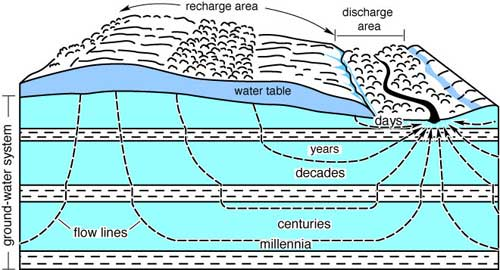 recharge area
discharge
area
water table
days
years
decades
centuries
millennia
flow lines
ground-water system